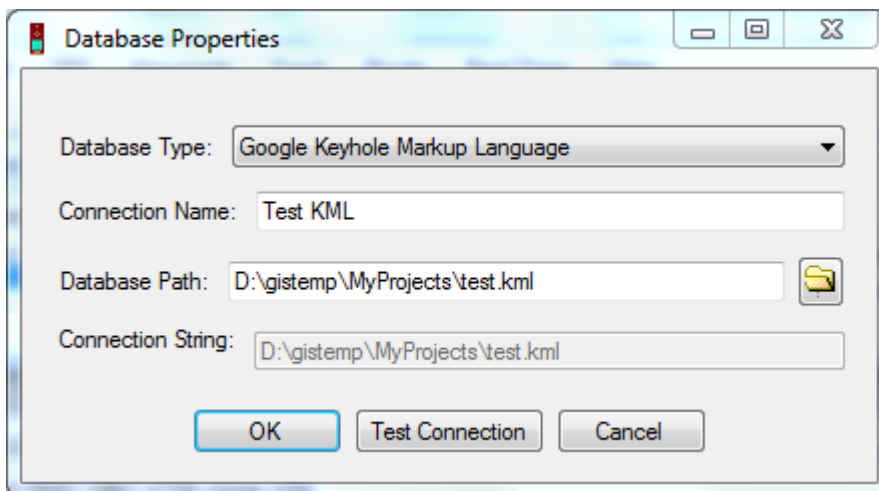 Database Properties
Database Type: Google Keyhole Markup Language
Connection Name: Test KML
Database Path: D:\gistemp\MyProjects\test.kml
Connection String: D:\gistemp\MyProjects\test.kml
OK Test Connection Cancel